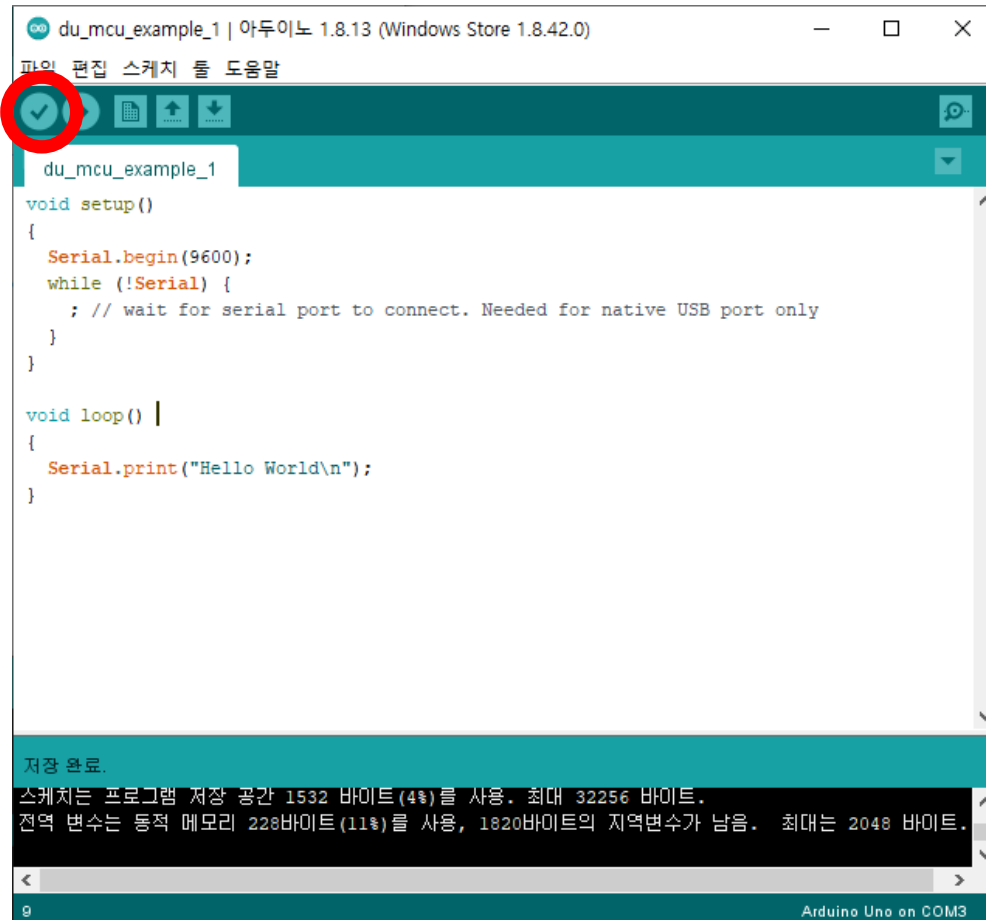 du_mcu_example_1 | 아두이노 1.8.13 (Windows Store 1.8.42.0)
파일 편집 스케치 툴 도움말
du_mcu_example_1
void setup()
{
  Serial.begin(9600);
  while (!Serial) {
    ; // wait for serial port to connect. Needed for native USB port only
  }
}
void loop()
{
  Serial.print("Hello World\n");
}
저장 완료.
스케치는 프로그램 저장 공간 1532 바이트(4%)를 사용. 최대 32256 바이트.
전역 변수는 동적 메모리 228바이트(11%)를 사용, 1820바이트의 지역변수가 남음.  최대는 2048 바이트.
9
Arduino Uno on COM3